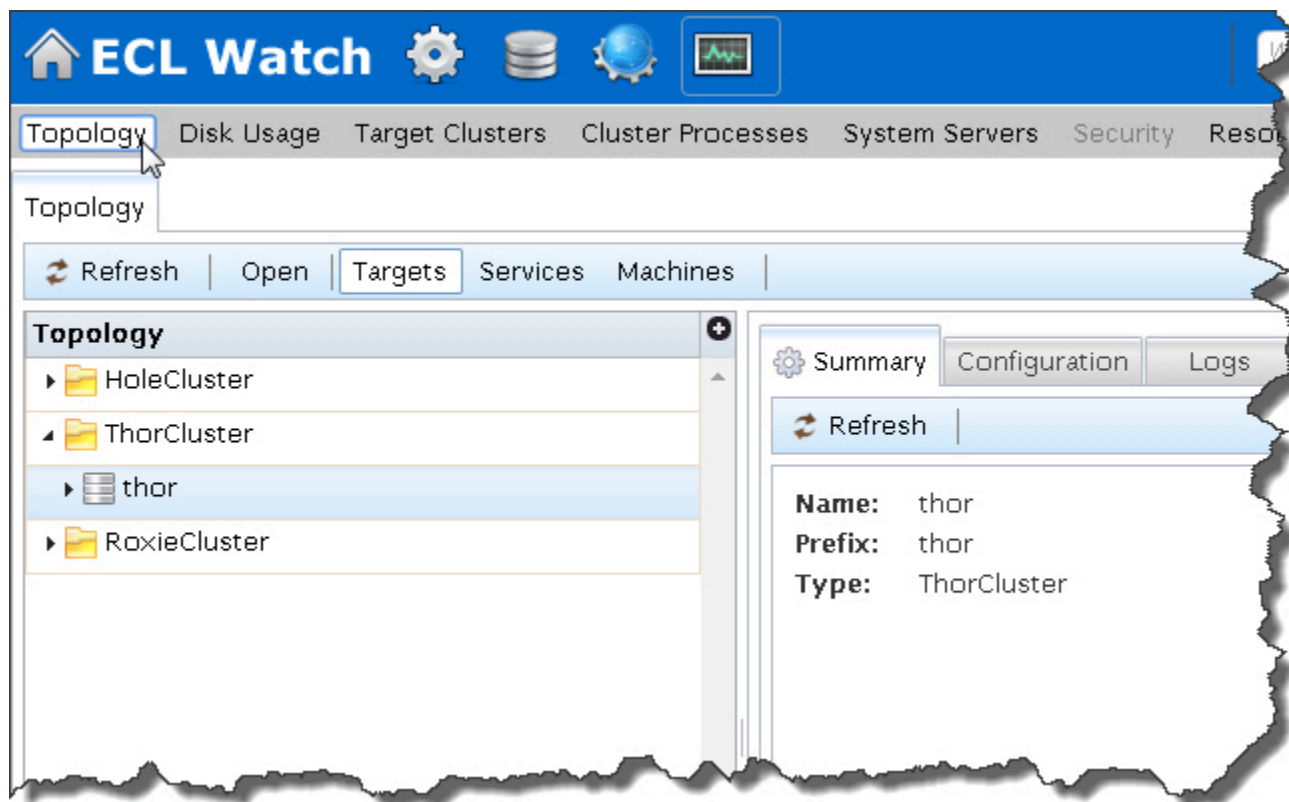 ECL Watch
Topology Disk Usage Target Clusters Cluster Processes System Servers Security
Topology
Refresh Open Targets Services Machines
Topology
HoleCluster
ThorCluster
thor
RoxieCluster
Summary Configuration Logs
Refresh
Name: thor
Prefix: thor
Type: ThorCluster